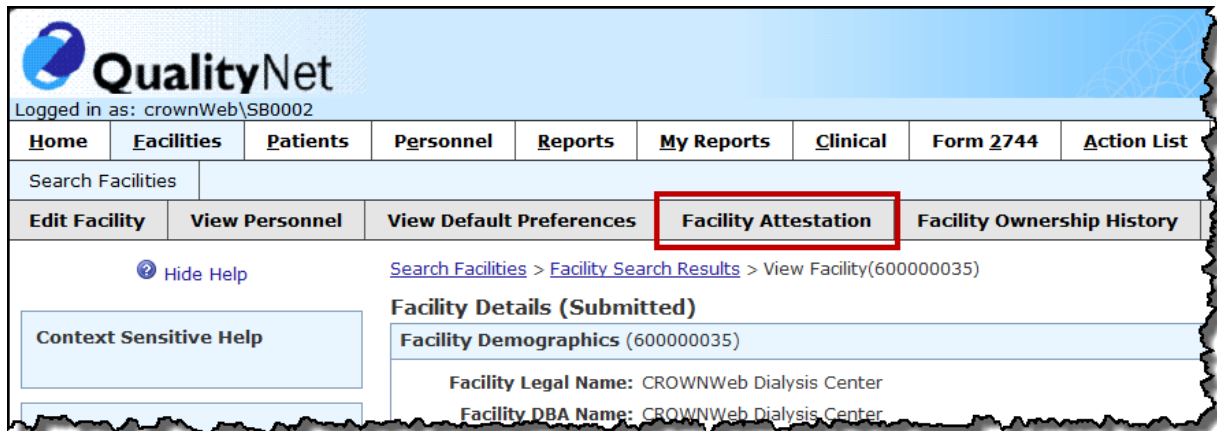 QualityNet
Logged in as: crownWeb\SB0002
Home Facilities Patients Personnel Reports My Reports Clinical Form 2744 Action List
Search Facilities
Edit Facility View Personnel View Default Preferences Facility Attestation Facility Ownership History
Hide Help
Search Facilities > Facility Search Results > View Facility(600000035)
Facility Details (Submitted)
Context Sensitive Help
Facility Demographics (600000035)
Facility Legal Name: CROWNWeb Dialysis Center
Facility DBA Name: CROWNWeb Dialysis Center